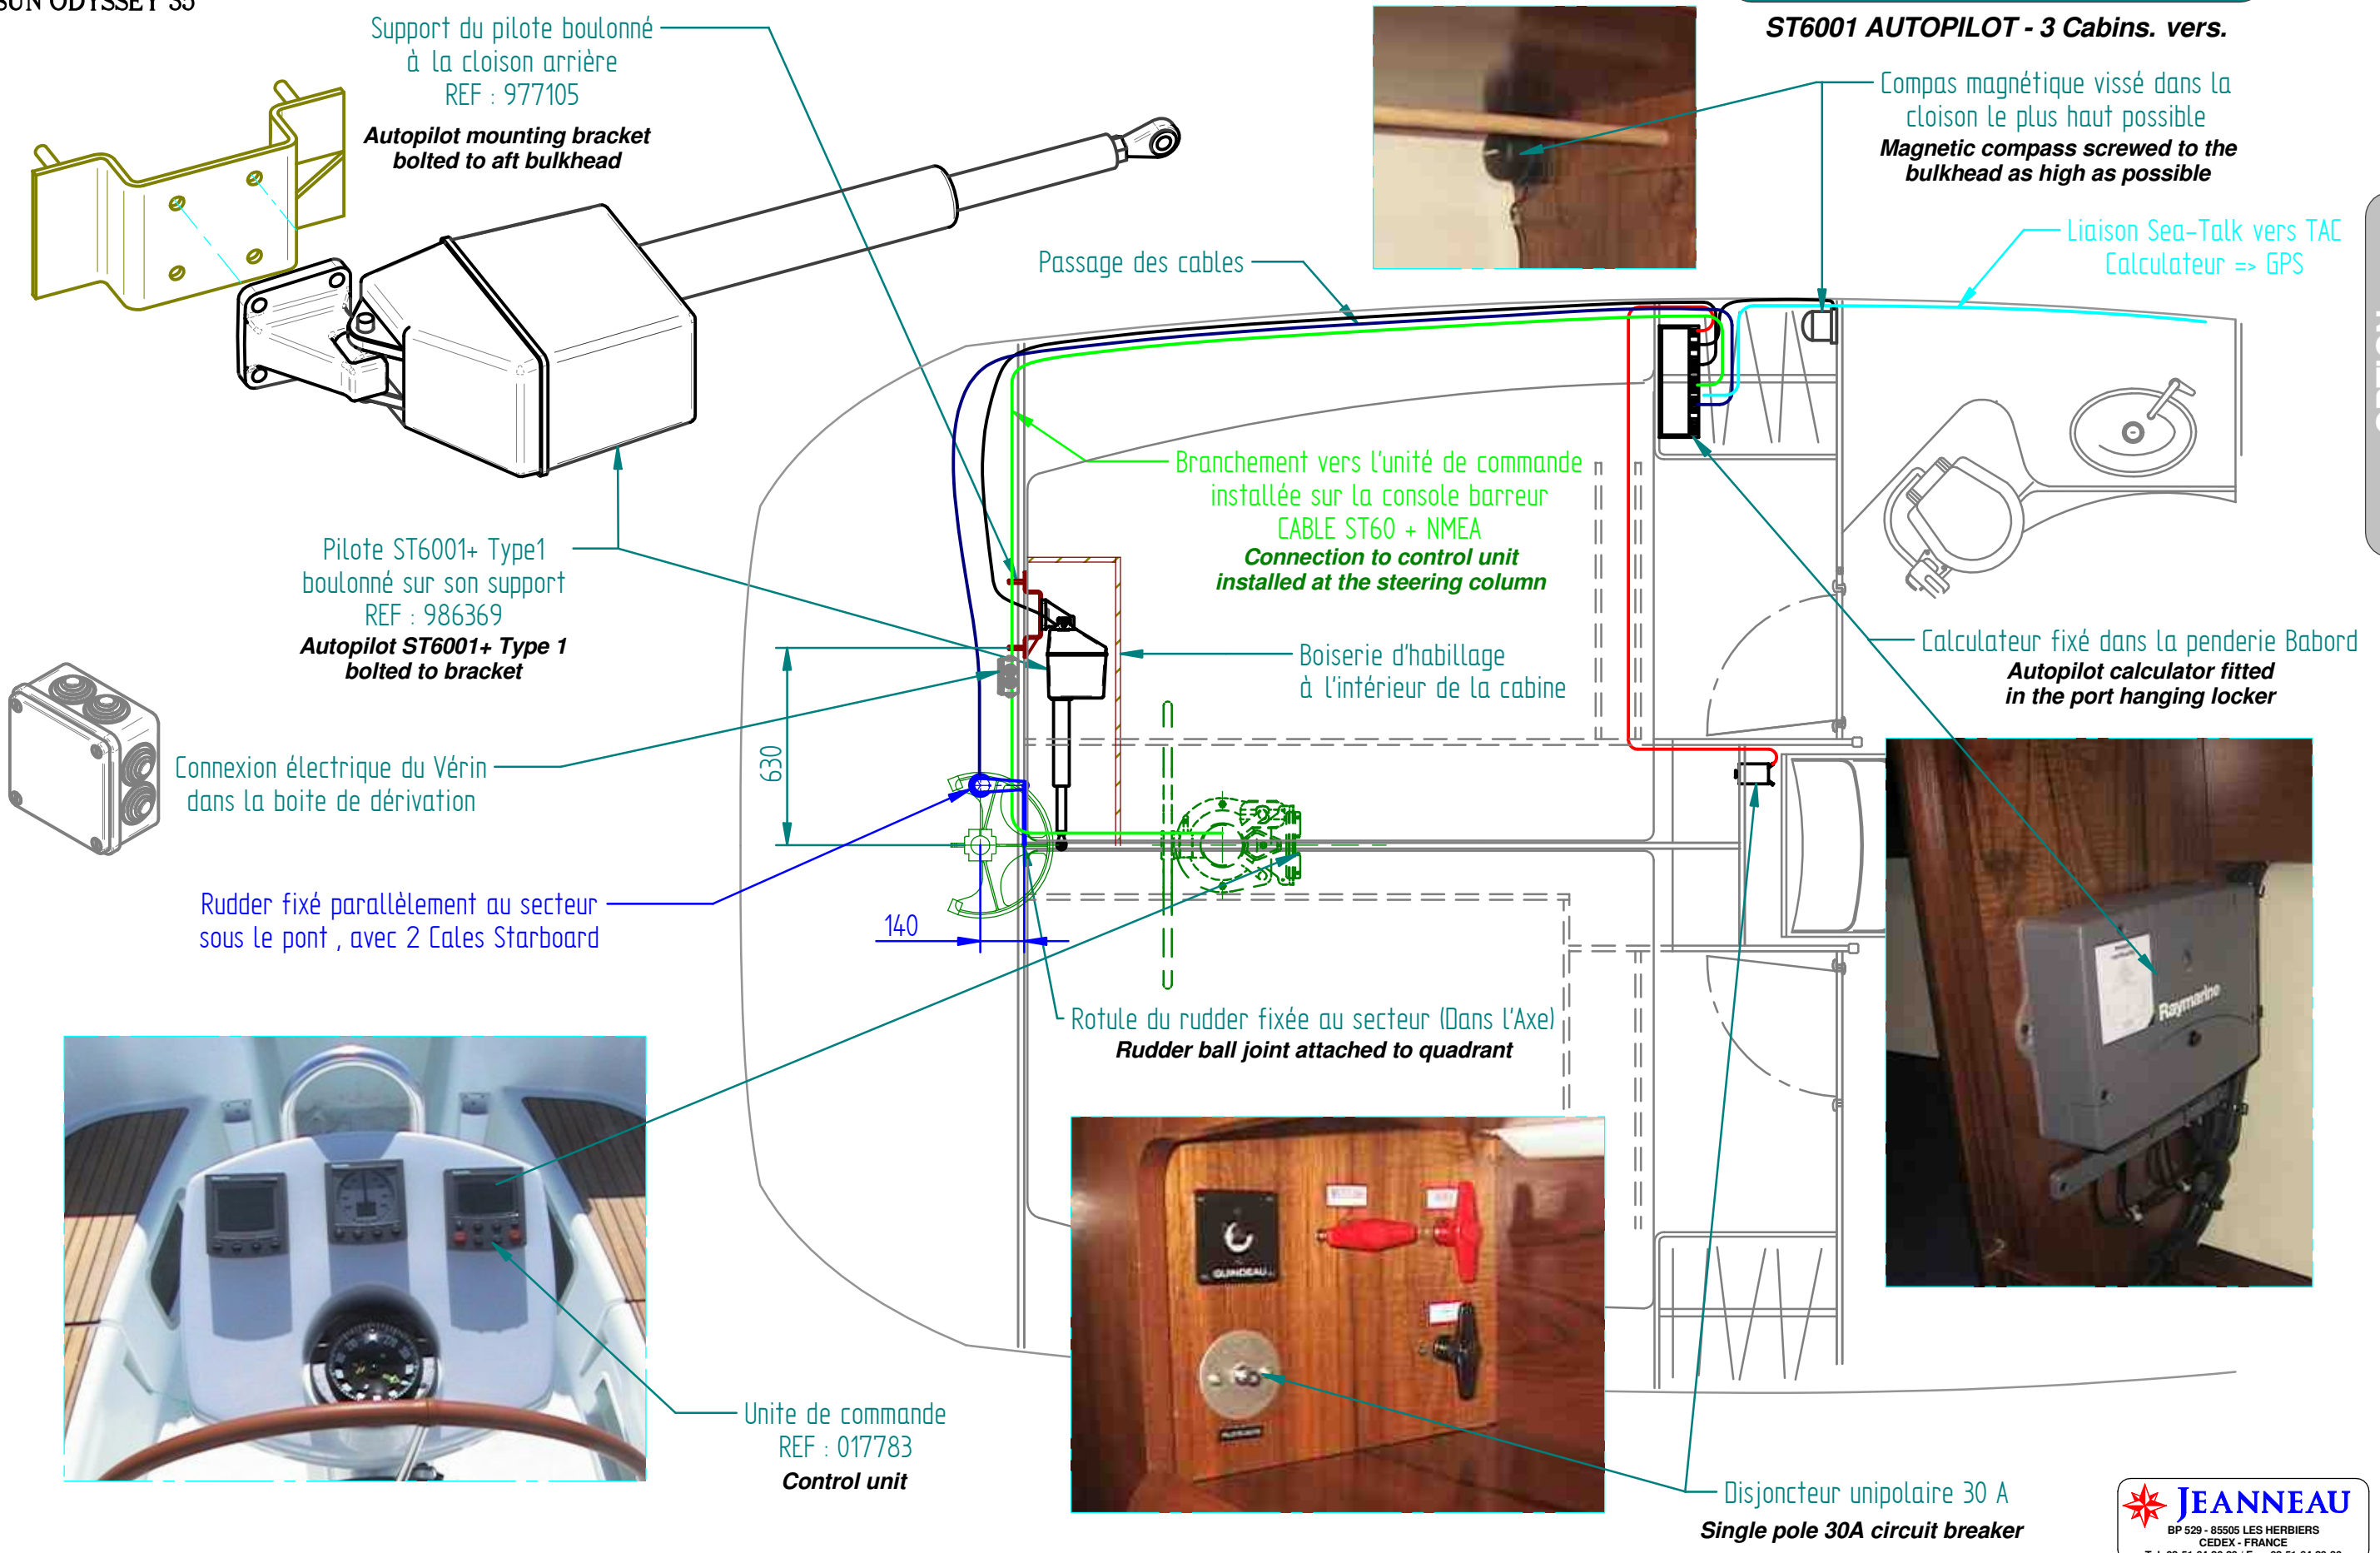 SUN ODYSSEY 35
ST6001 AUTOPILOT - 3 Cabins. vers.
Support du pilote boulonné
à la cloison arrière
REF : 977105
Autopilot mounting bracket
bolted to aft bulkhead
Compas magnétique vissé dans la
cloison le plus haut possible
Magnetic compass screwed to the
bulkhead as high as possible
Liaison Sea-Talk vers TAC
Calculateur => GPS
Passage des cables
OPTION
Branchement vers l'unité de commande
installée sur la console barreur
CABLE ST60 + NMEA
Connection to control unit
installed at the steering column
Pilote ST6001+ Type1
boulonné sur son support
REF : 986369
Autopilot ST6001+ Type 1
bolted to bracket
Boiserie d'habillage
à l'intérieur de la cabine
Calculateur fixé dans la penderie Babord
Autopilot calculator fitted
in the port hanging locker
630
Connexion électrique du Vérin
dans la boite de dérivation
Rudder fixé parallèlement au secteur
sous le pont , avec 2 Cales Starboard
140
Raymarine
Rotule du rudder fixée au secteur (Dans l'Axe)
Rudder ball joint attached to quadrant
GUINDEAU
Unite de commande
REF : 017783
Control unit
Disjoncteur unipolaire 30 A
Single pole 30A circuit breaker
JEANNEAU
BP 529 - 85505 LES HERBIERS
CEDEX - FRANCE